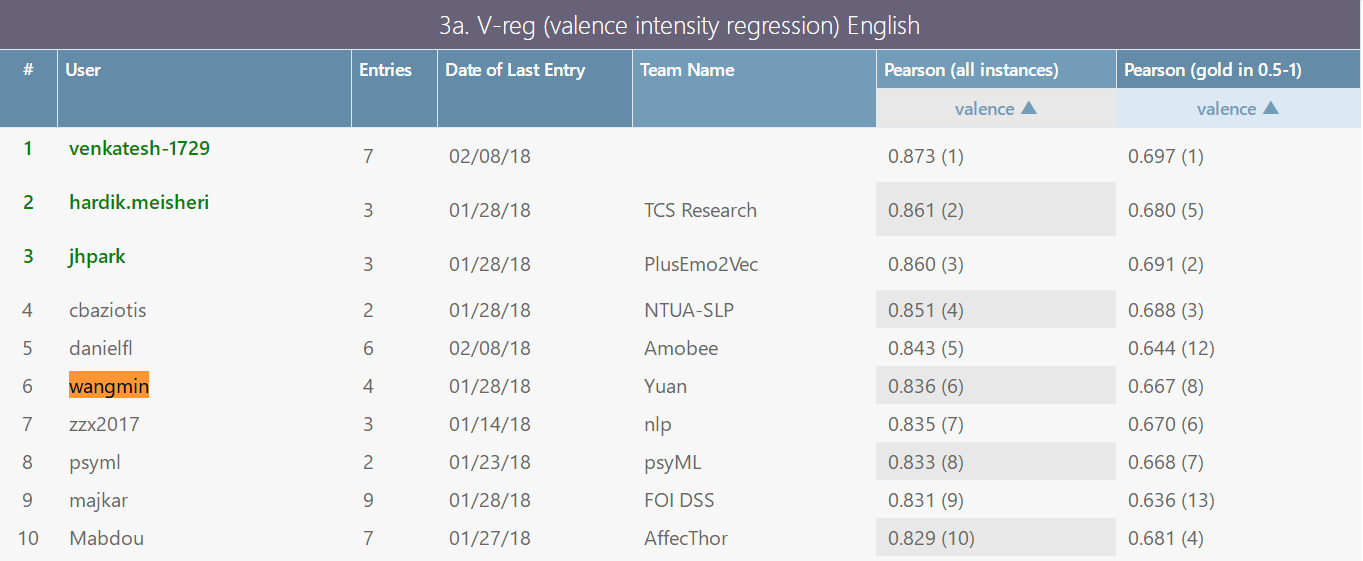 3a. V-reg (valence intensity regression) English
# User Entries Date of Last Entry Team Name Pearson (all instances) Pearson (gold in 0.5-1)
valence ▲ valence ▲
1 venkatesh-1729 7 02/08/18 0.873 (1) 0.697 (1)
2 hardik.meisheri 3 01/28/18 TCS Research 0.861 (2) 0.680 (5)
3 jhpark 3 01/28/18 PlusEmo2Vec 0.860 (3) 0.691 (2)
4 cbaziotis 2 01/28/18 NTUA-SLP 0.851 (4) 0.688 (3)
5 danielfl 6 02/08/18 Amobee 0.843 (5) 0.644 (12)
6 wangmin 4 01/28/18 Yuan 0.836 (6) 0.667 (8)
7 zzx2017 3 01/14/18 nlp 0.835 (7) 0.670 (6)
8 psyml 2 01/23/18 psyML 0.833 (8) 0.668 (7)
9 majkar 9 01/28/18 FOI DSS 0.831 (9) 0.636 (13)
10 Mabdou 7 01/27/18 AffecThor 0.829 (10) 0.681 (4)